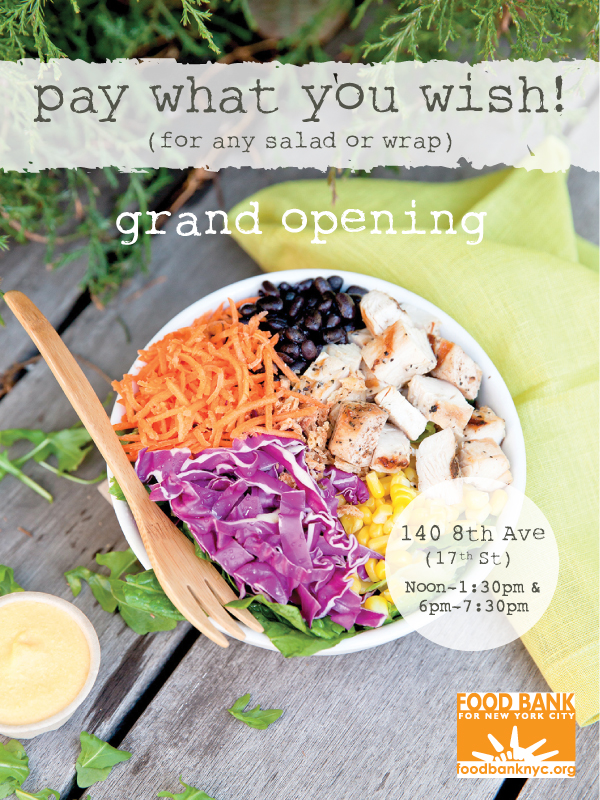 pay what you wish!
(for any salad or wrap)
grand opening
140 8th Ave
(17th St)
Noon~1:30pm &
6pm~7:30pm
FOOD BANK
FOR NEW YORK CITY
foodbanknyc.org